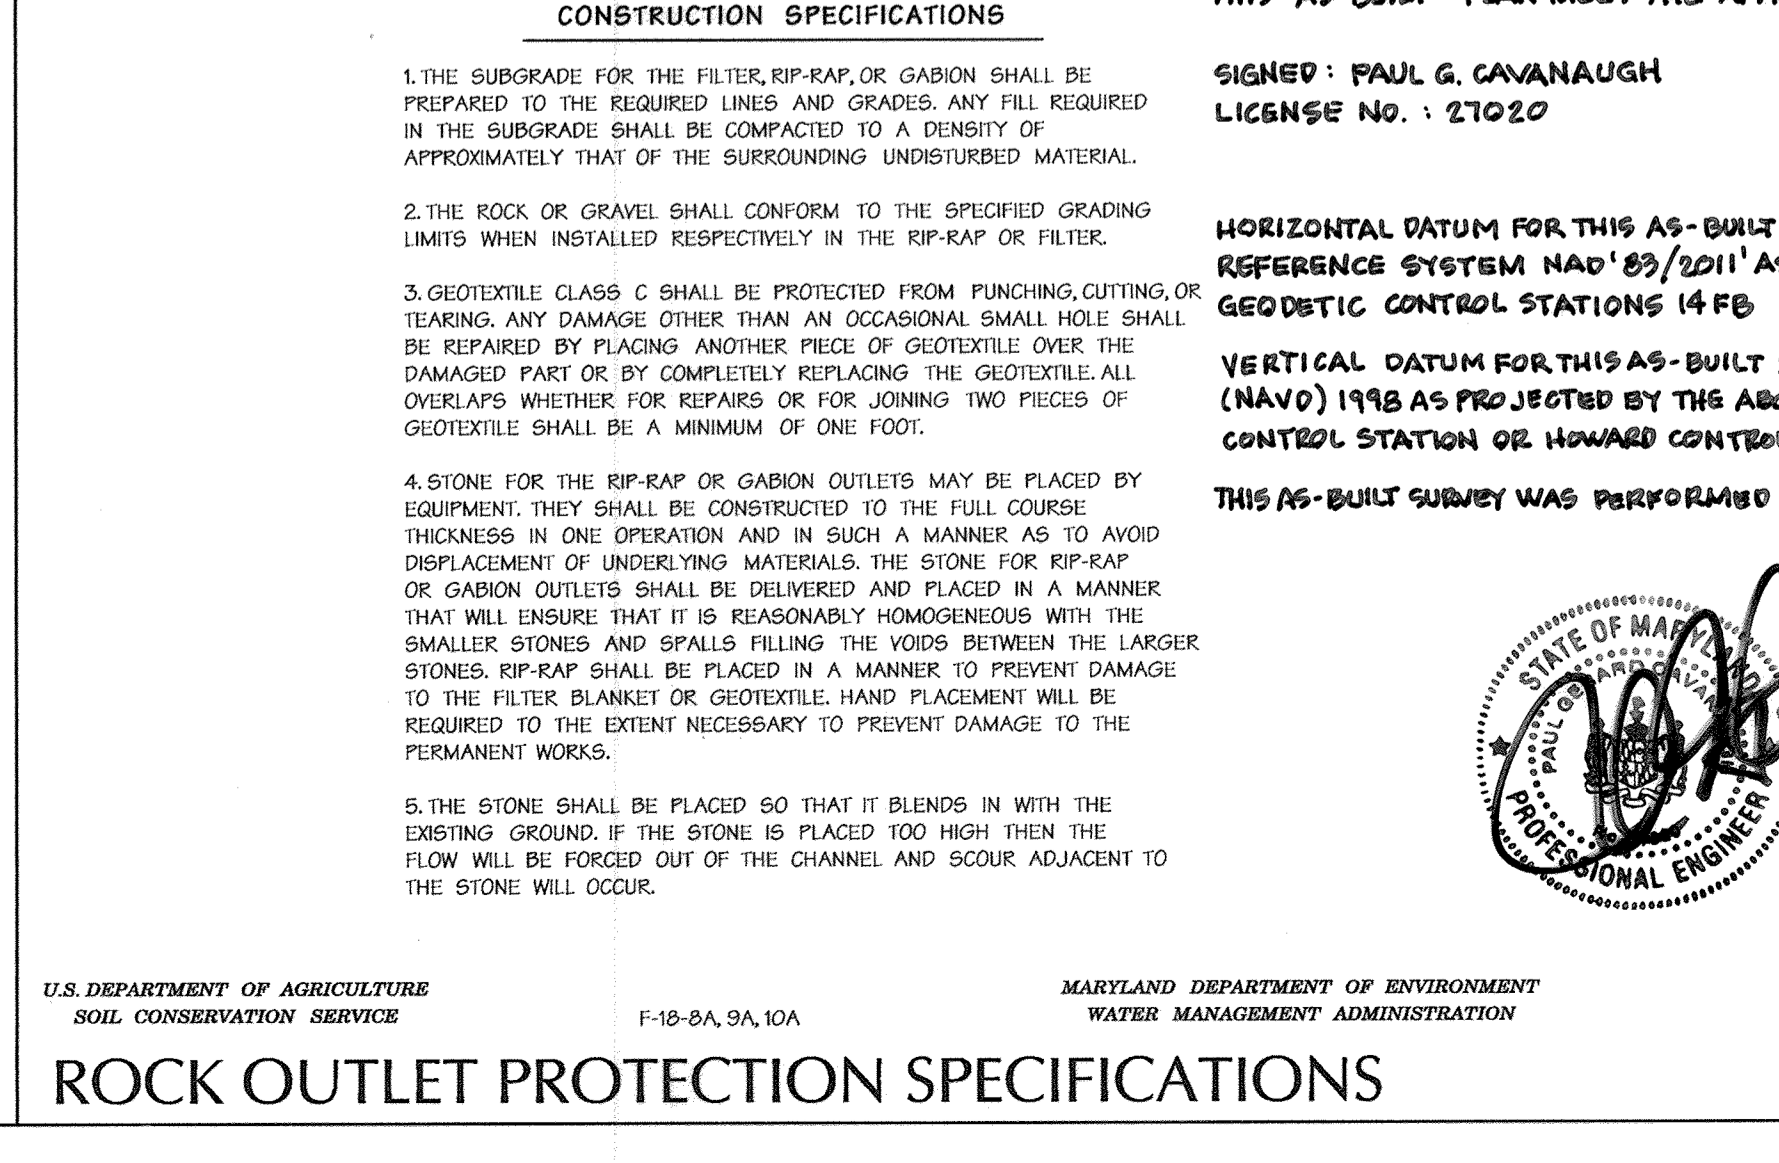 CONSTRUCTION SPECIFICATIONS
1. THE SUBGRADE FOR THE FILTER, RIP-RAP, OR GABION SHALL BE
PREPARED TO THE REQUIRED LINES AND GRADES. ANY FILL REQUIRED
IN THE SUBGRADE SHALL BE COMPACTED TO A DENSITY OF
APPROXIMATELY THAT OF THE SURROUNDING UNDISTURBED MATERIAL.
2. THE ROCK OR GRAVEL SHALL CONFORM TO THE SPECIFIED GRADING
LIMITS WHEN INSTALLED RESPECTIVELY IN THE RIP-RAP OR FILTER.
3. GEOTEXTILE CLASS C SHALL BE PROTECTED FROM PUNCHING, CUTTING, OR
TEARING. ANY DAMAGE OTHER THAN AN OCCASIONAL SMALL HOLE SHALL
BE REPAIRED BY PLACING ANOTHER PIECE OF GEOTEXTILE OVER THE
DAMAGED PART OR BY COMPLETELY REPLACING THE GEOTEXTILE. ALL
OVERLAPS WHETHER FOR REPAIRS OR FOR JOINING TWO PIECES OF
GEOTEXTILE SHALL BE A MINIMUM OF ONE FOOT.
4. STONE FOR THE RIP-RAP OR GABION OUTLETS MAY BE PLACED BY
EQUIPMENT. THEY SHALL BE CONSTRUCTED TO THE FULL COURSE
THICKNESS IN ONE OPERATION AND IN SUCH A MANNER AS TO AVOID
DISPLACEMENT OF UNDERLYING MATERIALS. THE STONE FOR RIP-RAP
OR GABION OUTLETS SHALL BE DELIVERED AND PLACED IN A MANNER
THAT WILL ENSURE THAT IT IS REASONABLY HOMOGENEOUS WITH THE
SMALLER STONES AND SPALLS FILLING THE VOIDS BETWEEN THE LARGER
STONES. RIP-RAP SHALL BE PLACED IN A MANNER TO PREVENT DAMAGE
TO THE FILTER BLANKET OR GEOTEXTILE. HAND PLACEMENT WILL BE
REQUIRED TO THE EXTENT NECESSARY TO PREVENT DAMAGE TO THE
PERMANENT WORKS.
5. THE STONE SHALL BE PLACED SO THAT IT BLENDS IN WITH THE
EXISTING GROUND. IF THE STONE IS PLACED TOO HIGH THEN THE
FLOW WILL BE FORCED OUT OF THE CHANNEL AND SCOUR ADJACENT TO
THE STONE WILL OCCUR.
SIGNED: PAUL G. CAVANAUGH
LICENSE NO. : 27020
HORIZONTAL DATUM FOR THIS AS-BUILT
REFERENCE SYSTEM NAD'83/2011' AS
GEODETIC CONTROL STATIONS 14FB
VERTICAL DATUM FOR THIS AS-BUILT
(NAVD) 1998 AS PROJECTED BY THE
CONTROL STATION OR HOWARD
THIS AS-BUILT SURVEY WAS PERFORMED
STATE OF MARYLAND
PROFESSIONAL ENGINEER
U.S. DEPARTMENT OF AGRICULTURE
SOIL CONSERVATION SERVICE
F-18-8A, 9A, 10A
MARYLAND DEPARTMENT OF ENVIRONMENT
WATER MANAGEMENT ADMINISTRATION
ROCK OUTLET PROTECTION SPECIFICATIONS